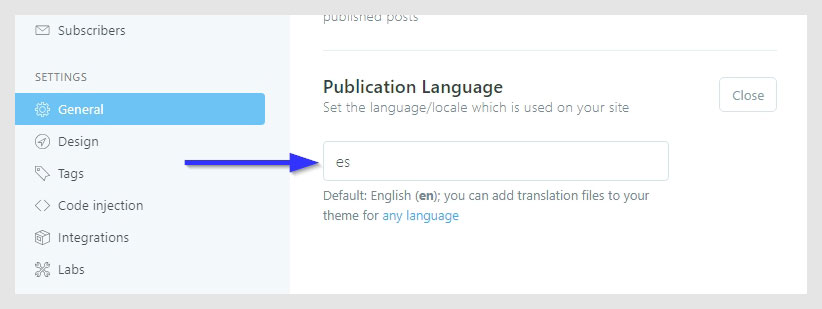 Subscribers
SETTINGS
General
Design
Tags
Code injection
Integrations
Labs
published posts
Publication Language
Set the language/locale which is used on your site
Close
es
Default: English (en); you can add translation files to your
theme for any language